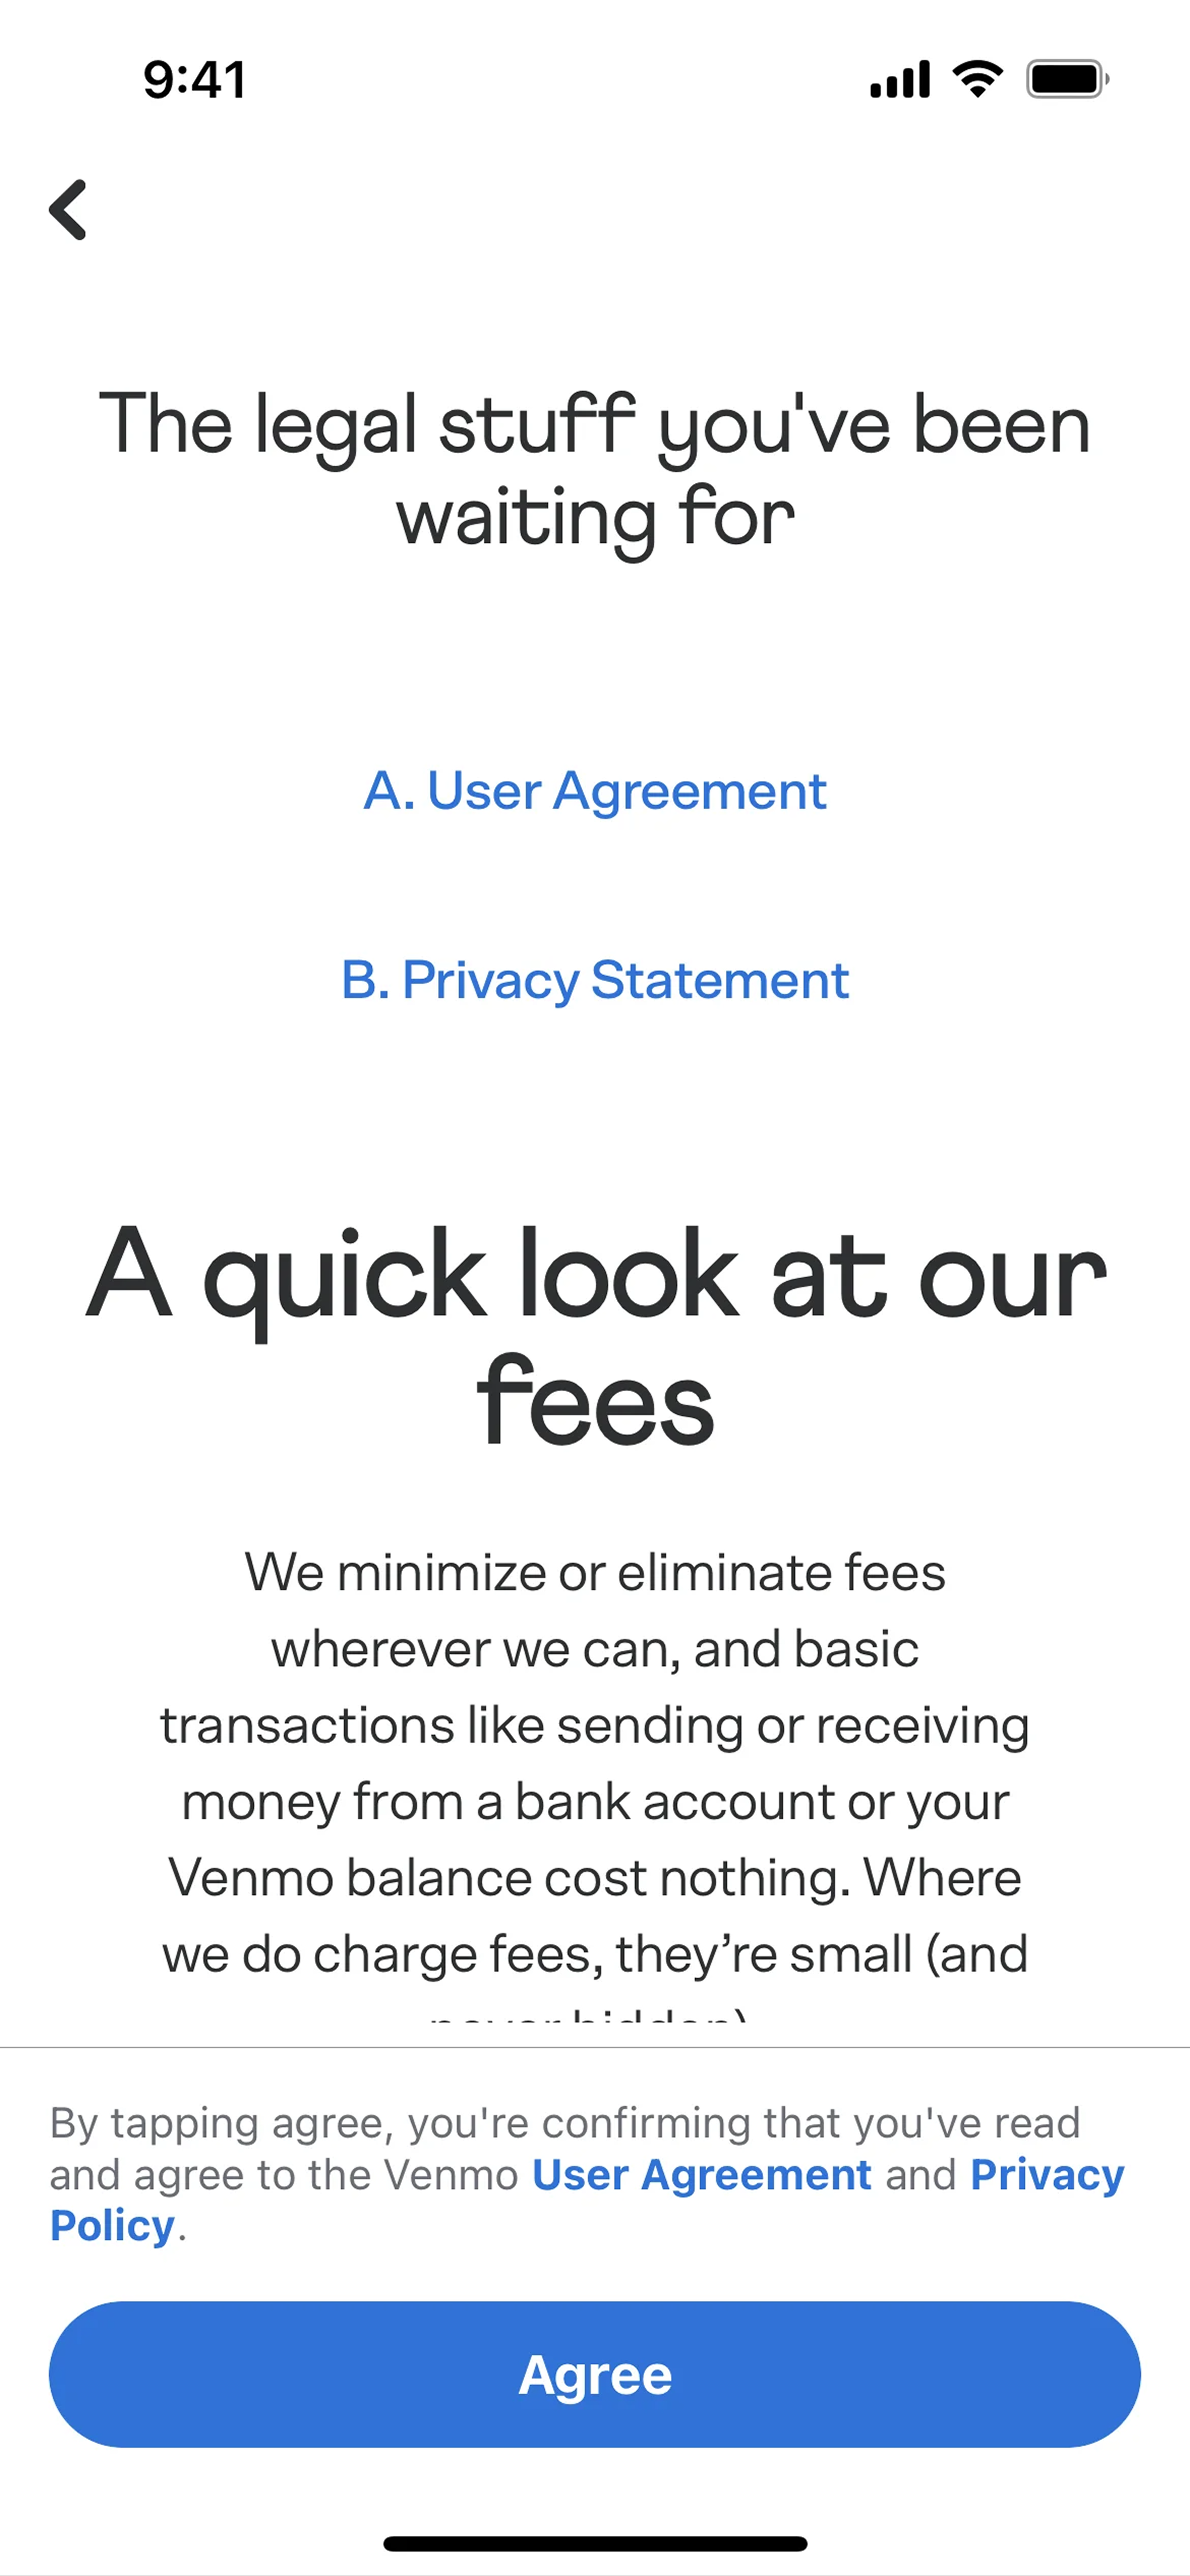 9:41
The legal stuff you've been
waiting for
A. User Agreement
B. Privacy Statement
A quick look at our
fees
We minimize or eliminate fees
wherever we can, and basic
transactions like sending or receiving
money from a bank account or your
Venmo balance cost nothing. Where
we do charge fees, they’re small (and
never hidden)
By tapping agree, you're confirming that you've read
and agree to the Venmo User Agreement and Privacy
Policy.
Agree